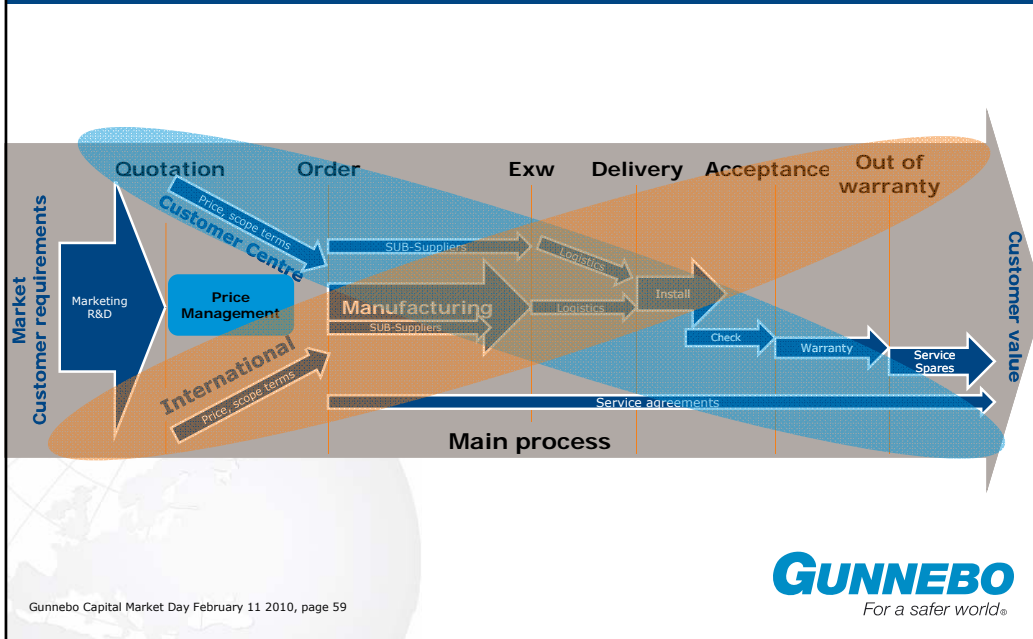 Quotation
Order
Exw
Delivery
Acceptance
Out of
warranty
Market
Customer requirements
Marketing
R&D
Price, scope terms
Customer Centre
Price
Management
International
Price, scope terms
SUB-Suppliers
Manufacturing
SUB-Suppliers
Logistics
Logistics
Install
Check
Warranty
Service
Spares
Service agreements
Customer value
Main process
Gunnebo Capital Market Day February 11 2010, page 59
GUNNEBO
For a safer world®